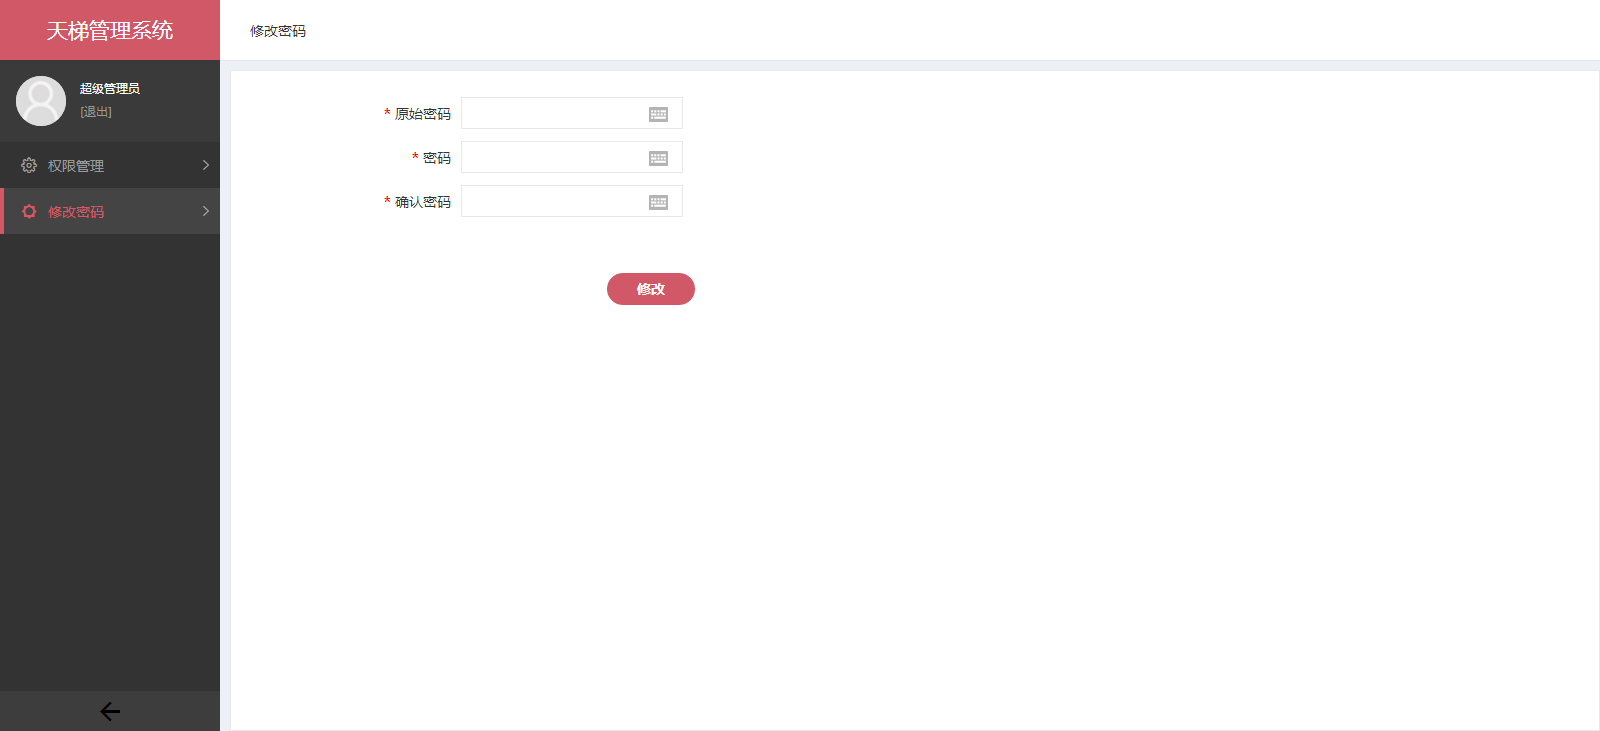 天梯管理系统
修改密码
超级管理员
[退出]
权限管理
修改密码
* 原始密码
* 密码
* 确认密码
修改